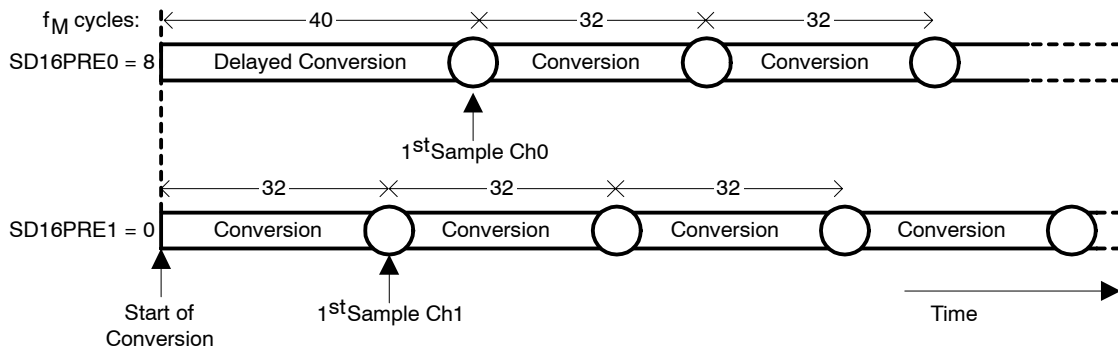 f_M cycles: 40 32 32
SD16PRE0 = 8 Delayed Conversion Conversion Conversion
1st Sample Ch0
32 32 32
SD16PRE1 = 0 Conversion Conversion Conversion Conversion
Start of
Conversion
1st Sample Ch1
Time